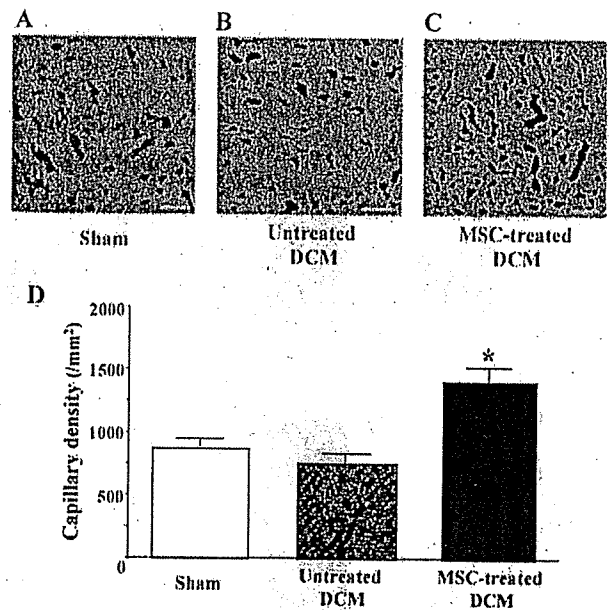 A
B
C
Sham
Untreated
DCM
MSC-treated
DCM
D
Capillary density (/mm²)
2000
1500
1000
500
0
*
Sham
Untreated
DCM
MSC-treated
DCM